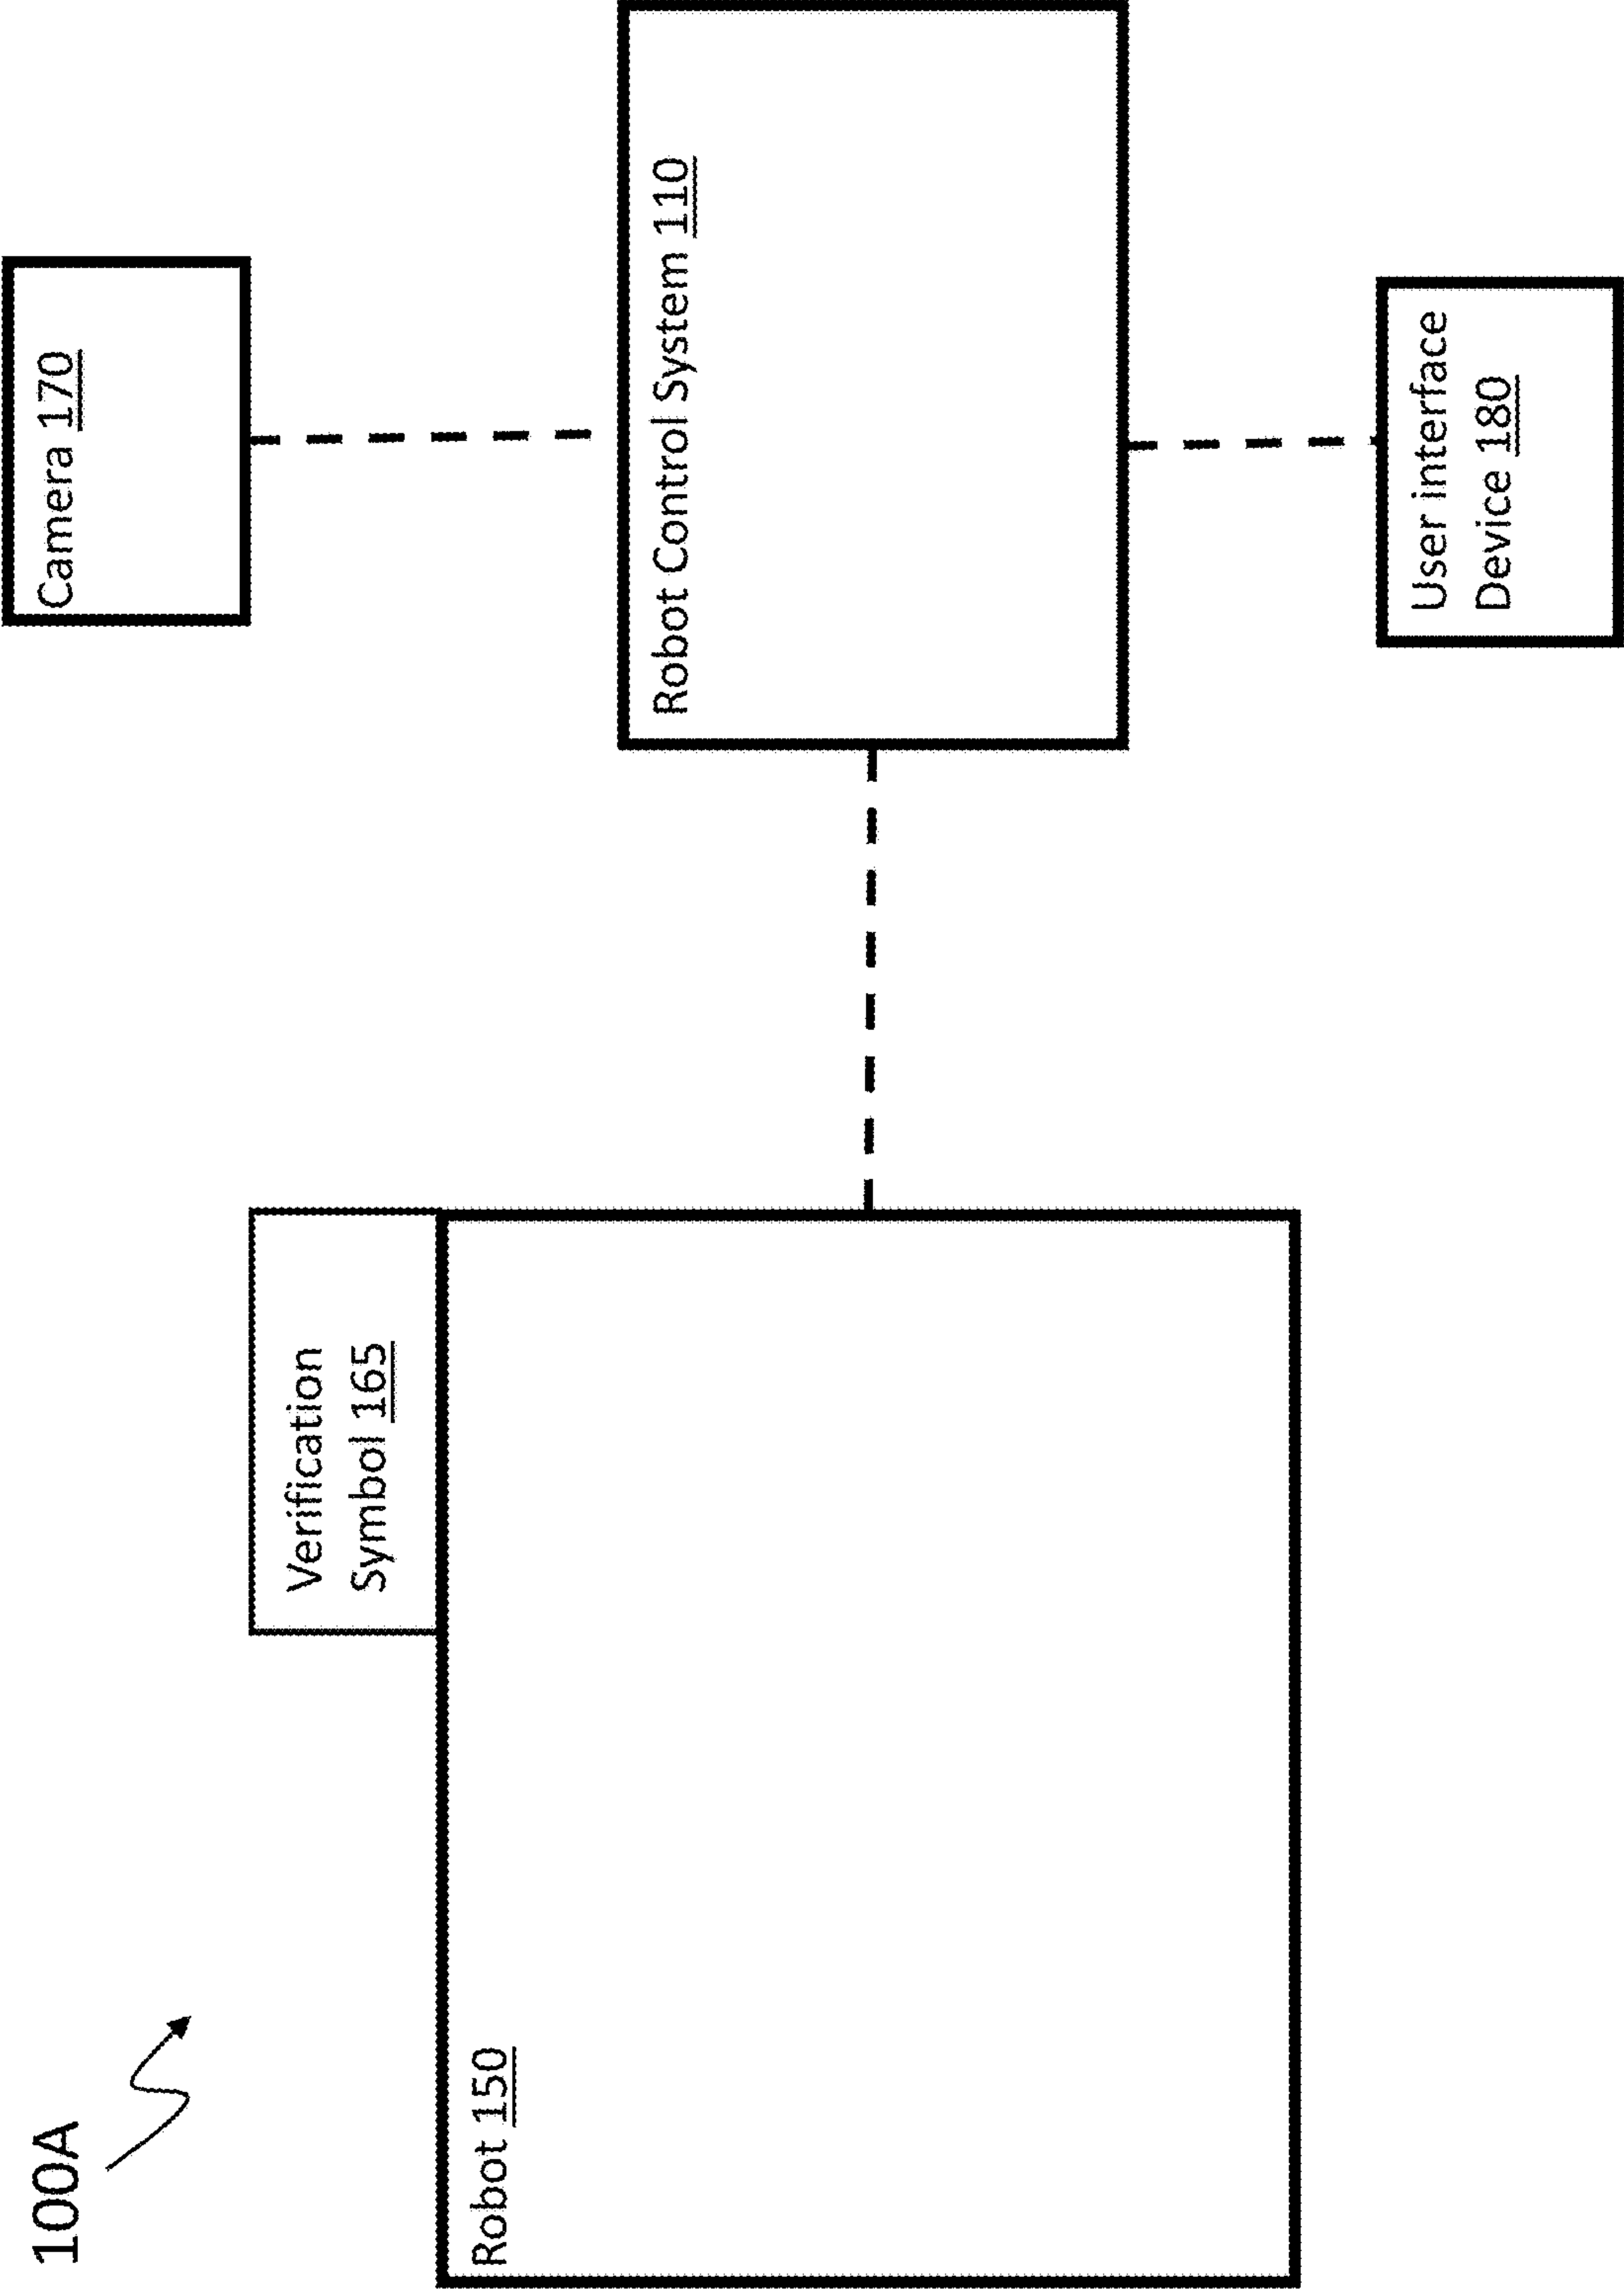 100A
Camera 170
Verification
Symbol 165
Robot 150
Robot Control System 110
User interface
Device 180